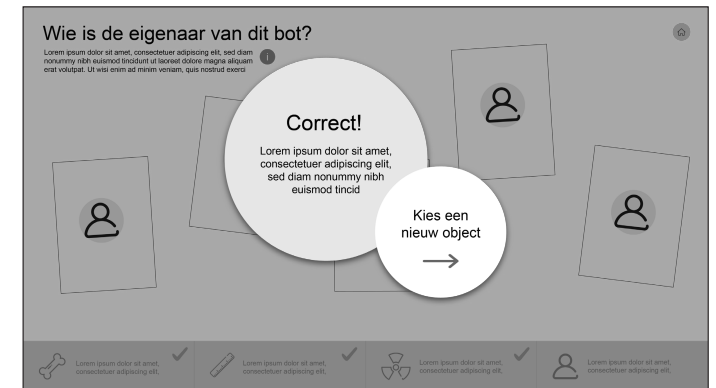 Wie is de eigenaar van dit bot?
Lorem ipsum dolor sit amet, consectetuer adipiscing elit, sed diam
nonummy nibh euismod tincidunt ut laoreet dolore magna aliquam
erat volutpat. Ut wisi enim ad minim veniam, quis nostrud exerci
i
Correct!
Lorem ipsum dolor sit amet,
consectetuer adipiscing elit,
sed diam nonummy nibh
euismod tincid
Kies een
nieuw object
Lorem ipsum dolor sit amet,
consectetuer adipiscing elit,
Lorem ipsum dolor sit amet,
consectetuer adipiscing elit,
Lorem ipsum dolor sit amet,
consectetuer adipiscing elit,
Lorem ipsum dolor sit amet,
consectetuer adipiscing elit,